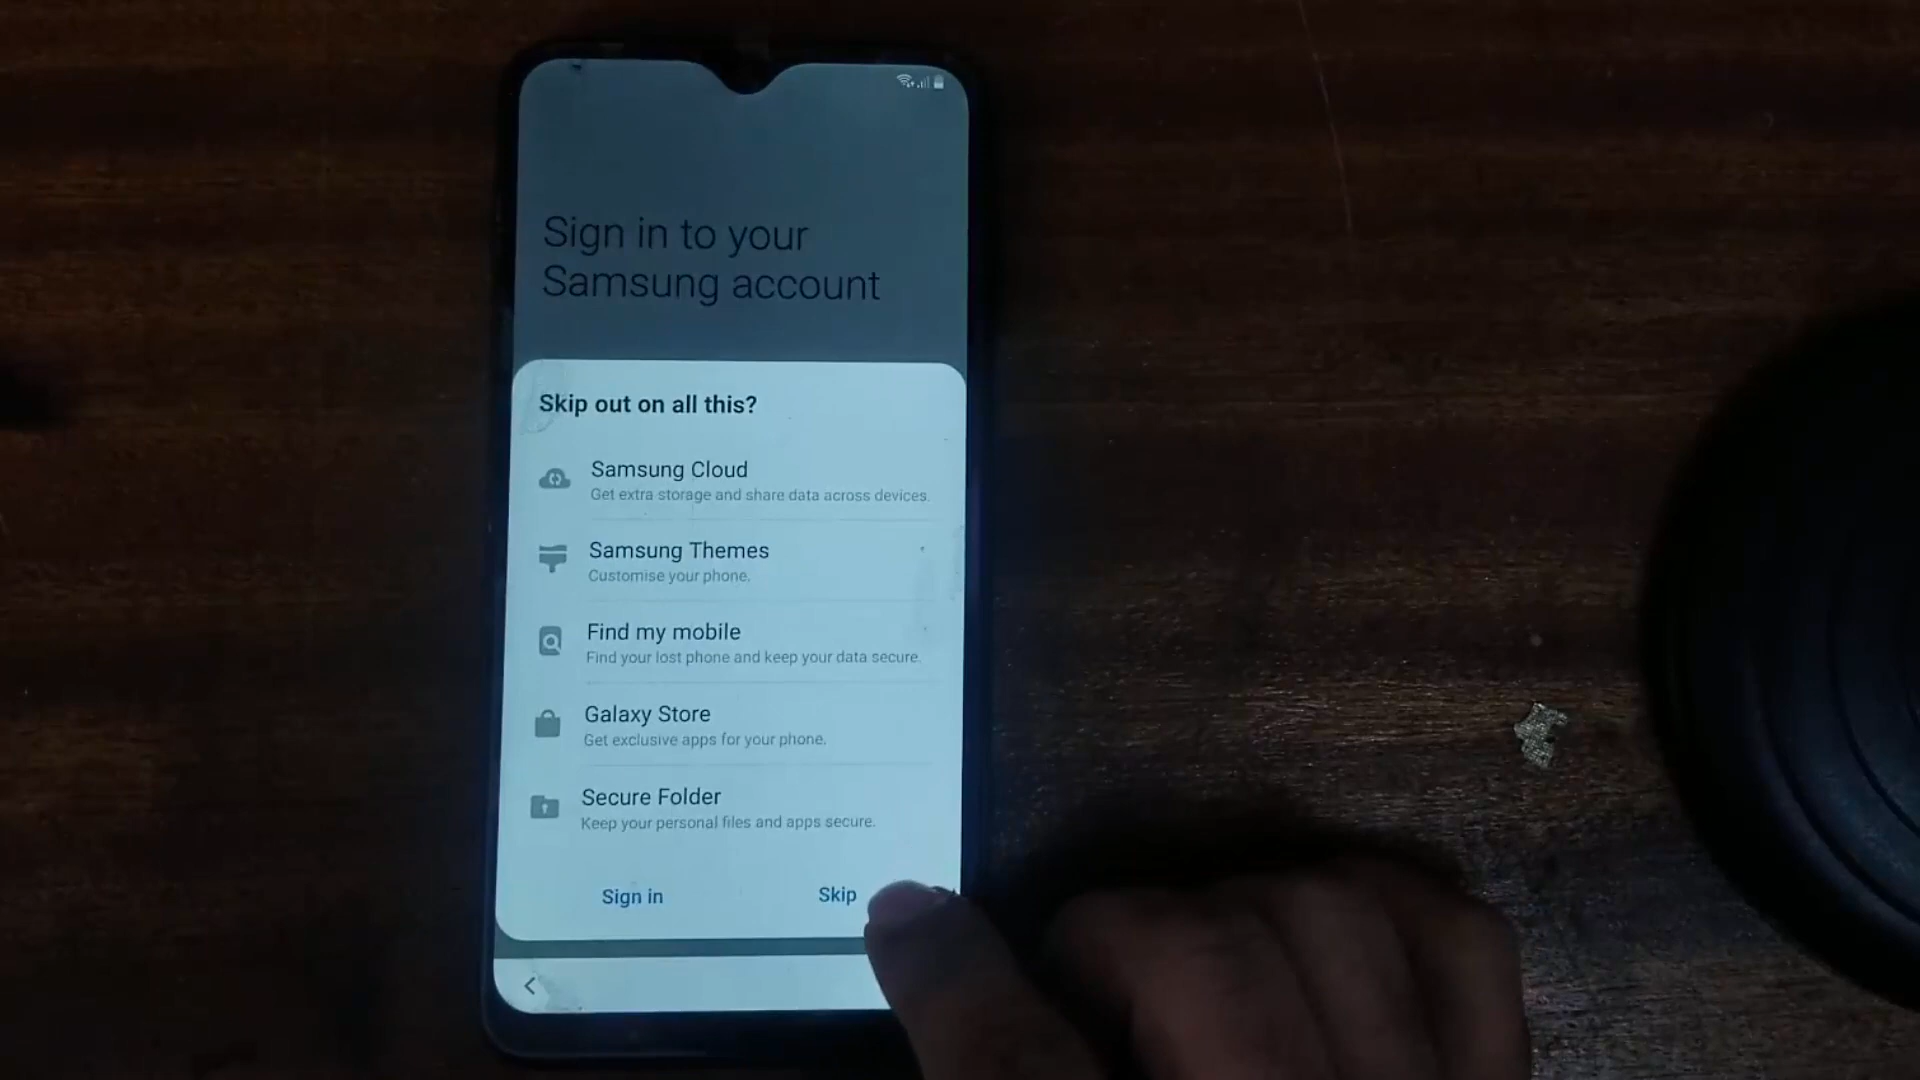 Sign in to your
Samsung account
Skip out on all this?
Samsung Cloud
Get extra storage and share data across devices.
Samsung Themes
Customise your phone.
Find my mobile
Find your lost phone and keep your data secure.
Galaxy Store
Get exclusive apps for your phone.
Secure Folder
Keep your personal files and apps secure.
Sign in
Skip